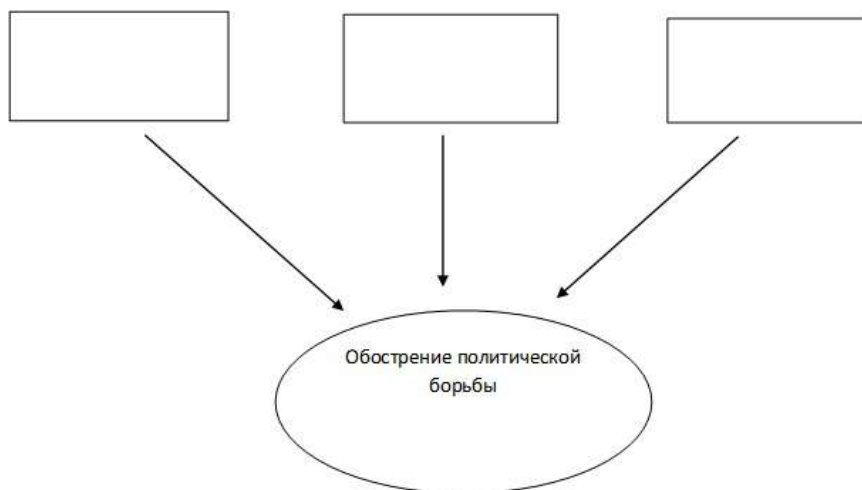 Обострение политической
борьбы